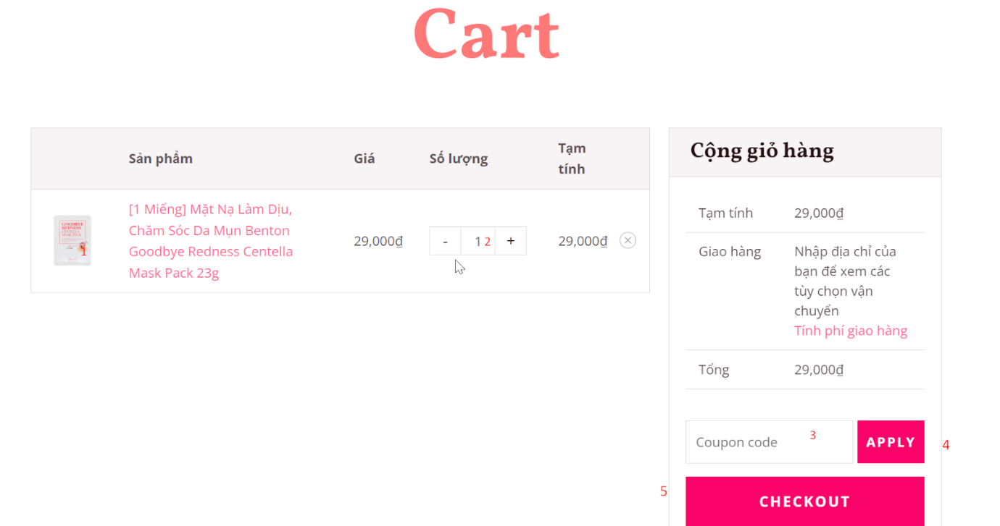 Cart
Sản phẩm
Giá
Số lượng
Tạm
tính
GOODBYE
REDNESS
CENTELLA
MASK PACK
1
[1 Miếng] Mặt Nạ Làm Dịu,
Chăm Sóc Da Mụn Benton
Goodbye Redness Centella
Mask Pack 23g
29,000₫
- 1 2 +
29,000₫
Cộng giỏ hàng
Tạm tính 29,000₫
Giao hàng Nhập địa chỉ của
bạn để xem các
tùy chọn vận
chuyển
Tính phí giao hàng
Tổng 29,000₫
Coupon code 3
APPLY 4
5 CHECKOUT